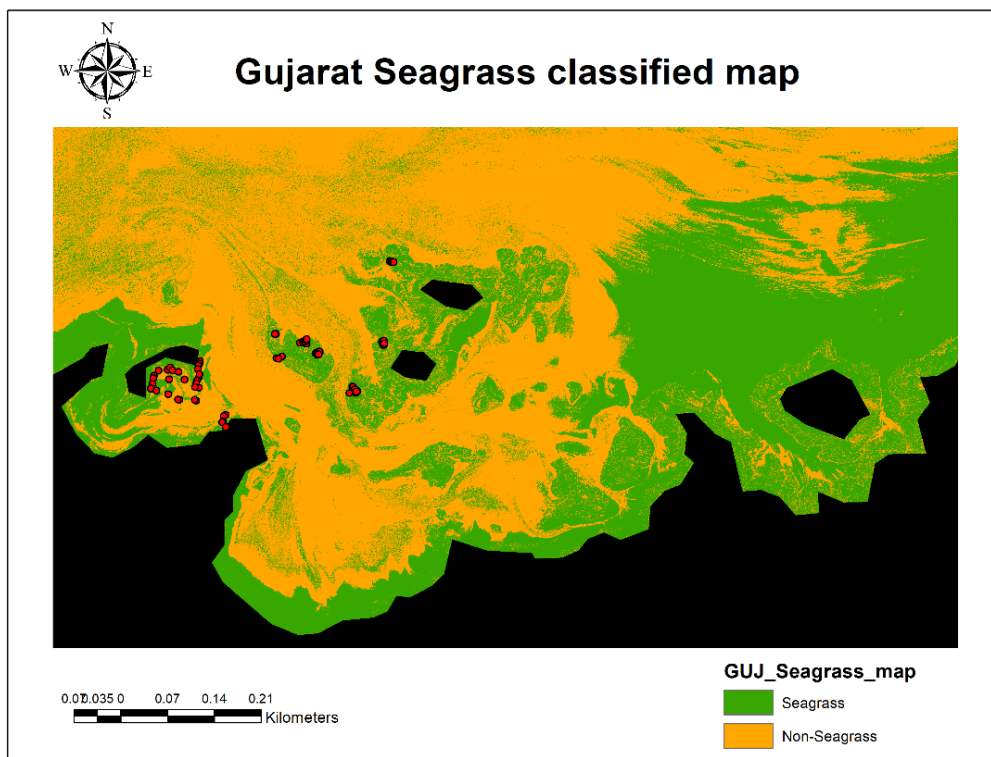 N
W E
S
Gujarat Seagrass classified map
0.07 0.035 0 0.07 0.14 0.21
Kilometers
GUJ_Seagrass_map
Seagrass
Non-Seagrass